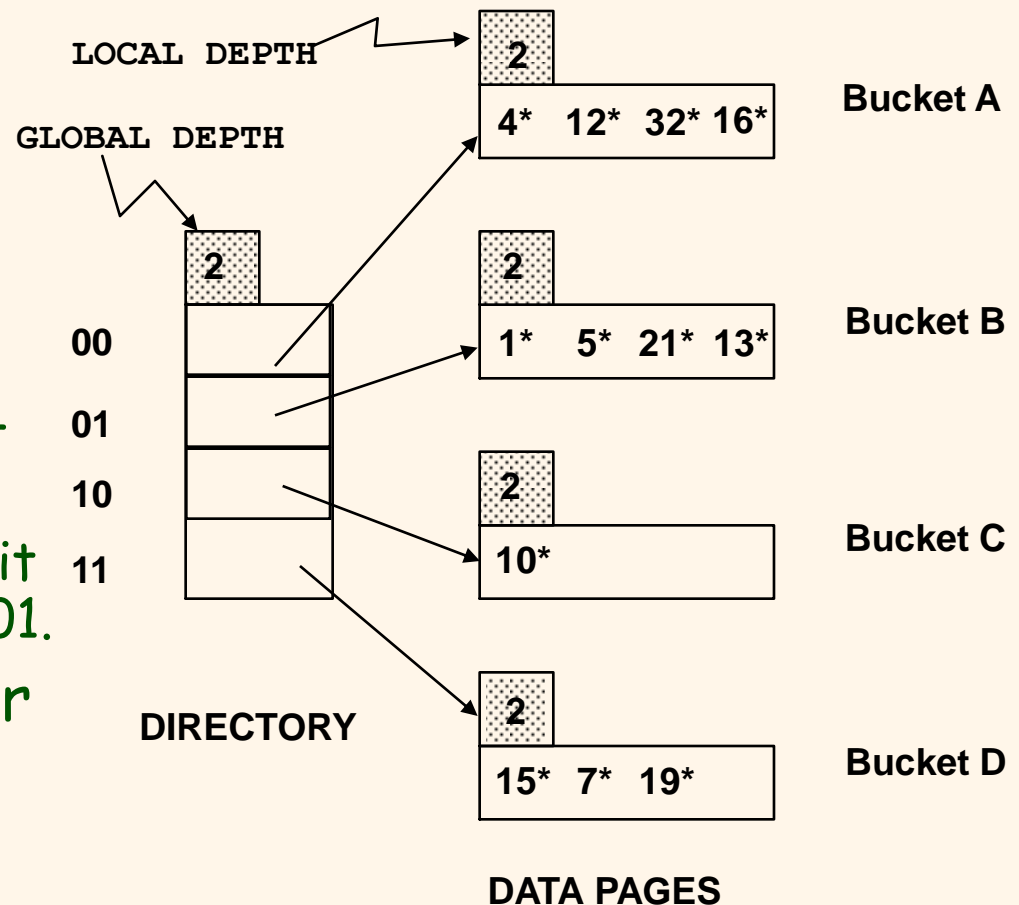 LOCAL DEPTH
GLOBAL DEPTH
2
00
01
10
11
DIRECTORY
2
4* 12* 32* 16*
Bucket A
2
1* 5* 21* 13*
Bucket B
2
10*
Bucket C
2
15* 7* 19*
Bucket D
DATA PAGES
it
01.
r